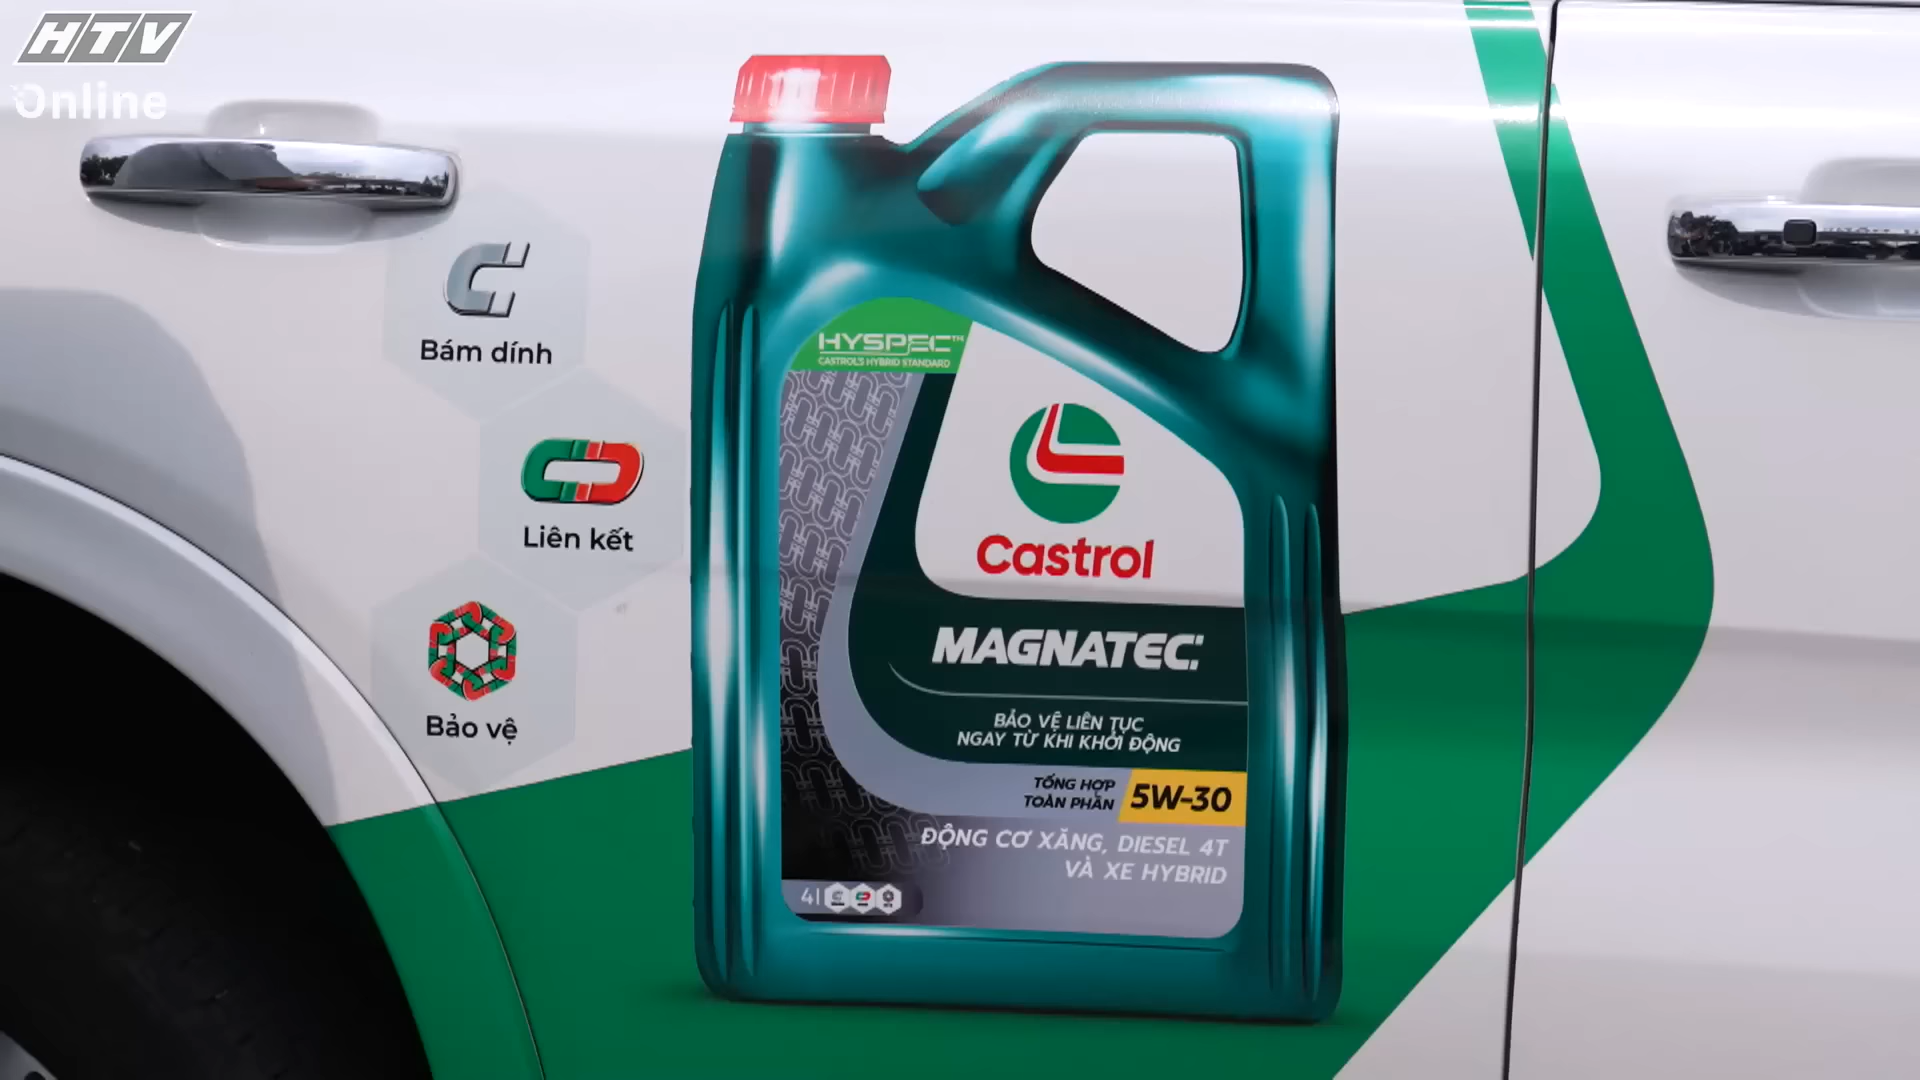 HTV
Online
Bám dính
Liên kết
Bảo vệ
HYSPEC™
CASTROL'S HYBRID STANDARD
Castrol
MAGNATEC
BẢO VỆ LIÊN TỤC
NGAY TỪ KHI KHỞI ĐỘNG
TỔNG HỢP
TOÀN PHẦN
5W-30
ĐỘNG CƠ XĂNG, DIESEL 4T
VÀ XE HYBRID
4l